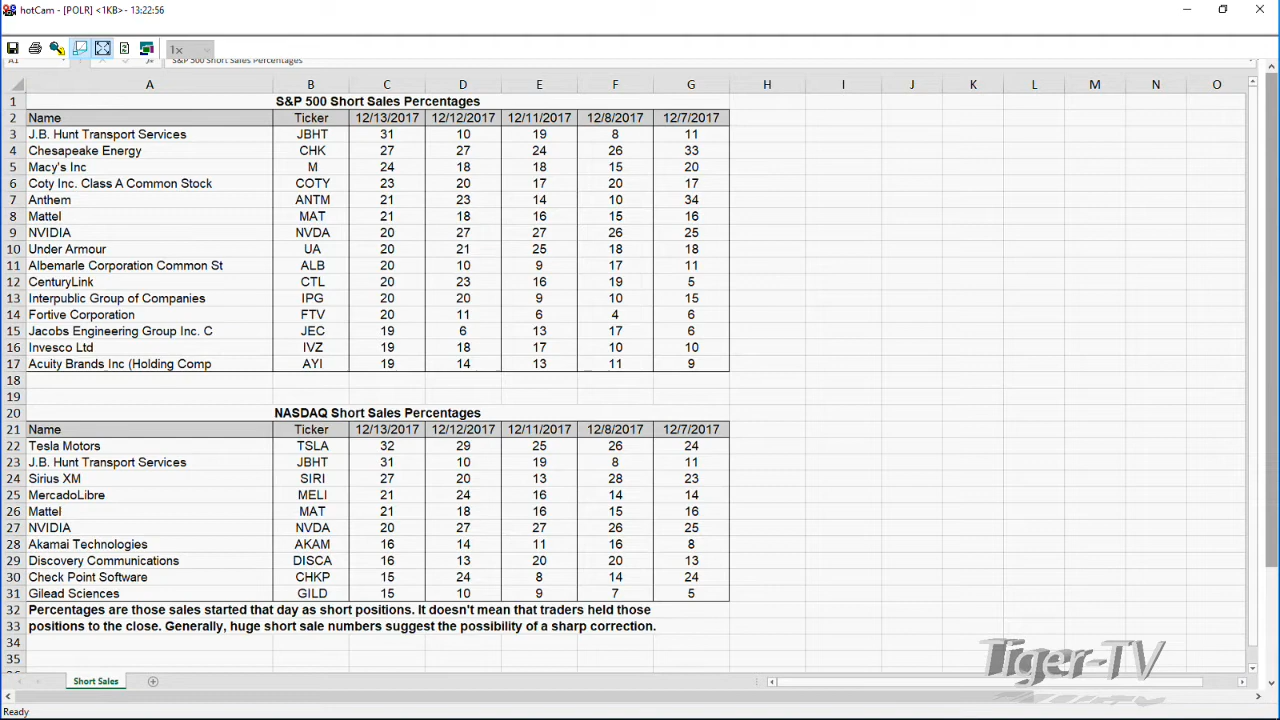 hotCam - [POLR] <1KB> - 13:22:56
1x
A1 S&P 500 Short Sales Percentages
A B C D E F G H I J K L M N O
1 S&P 500 Short Sales Percentages
2 Name Ticker 12/13/2017 12/12/2017 12/11/2017 12/8/2017 12/7/2017
3 J.B. Hunt Transport Services JBHT 31 10 19 8 11
4 Chesapeake Energy CHK 27 27 24 26 33
5 Macy's Inc M 24 18 18 15 20
6 Coty Inc. Class A Common Stock COTY 23 20 17 20 17
7 Anthem ANTM 21 23 14 10 34
8 Mattel MAT 21 18 16 15 16
9 NVIDIA NVDA 20 27 27 26 25
10 Under Armour UA 20 21 25 18 18
11 Albemarle Corporation Common St ALB 20 10 9 17 11
12 CenturyLink CTL 20 23 16 19 5
13 Interpublic Group of Companies IPG 20 20 9 10 15
14 Fortive Corporation FTV 20 11 6 4 6
15 Jacobs Engineering Group Inc. C JEC 19 6 13 17 6
16 Invesco Ltd IVZ 19 18 17 10 10
17 Acuity Brands Inc (Holding Comp AYI 19 14 13 11 9
18
19
20 NASDAQ Short Sales Percentages
21 Name Ticker 12/13/2017 12/12/2017 12/11/2017 12/8/2017 12/7/2017
22 Tesla Motors TSLA 32 29 25 26 24
23 J.B. Hunt Transport Services JBHT 31 10 19 8 11
24 Sirius XM SIRI 27 20 13 28 23
25 MercadoLibre MELI 21 24 16 14 14
26 Mattel MAT 21 18 16 15 16
27 NVIDIA NVDA 20 27 27 26 25
28 Akamai Technologies AKAM 16 14 11 16 8
29 Discovery Communications DISCA 16 13 20 20 13
30 Check Point Software CHKP 15 24 8 14 24
31 Gilead Sciences GILD 15 10 9 7 5
32 Percentages are those sales started that day as short positions. It doesn't mean that traders held those
33 positions to the close. Generally, huge short sale numbers suggest the possibility of a sharp correction.
34
35
Tiger-TV
Short Sales
Ready